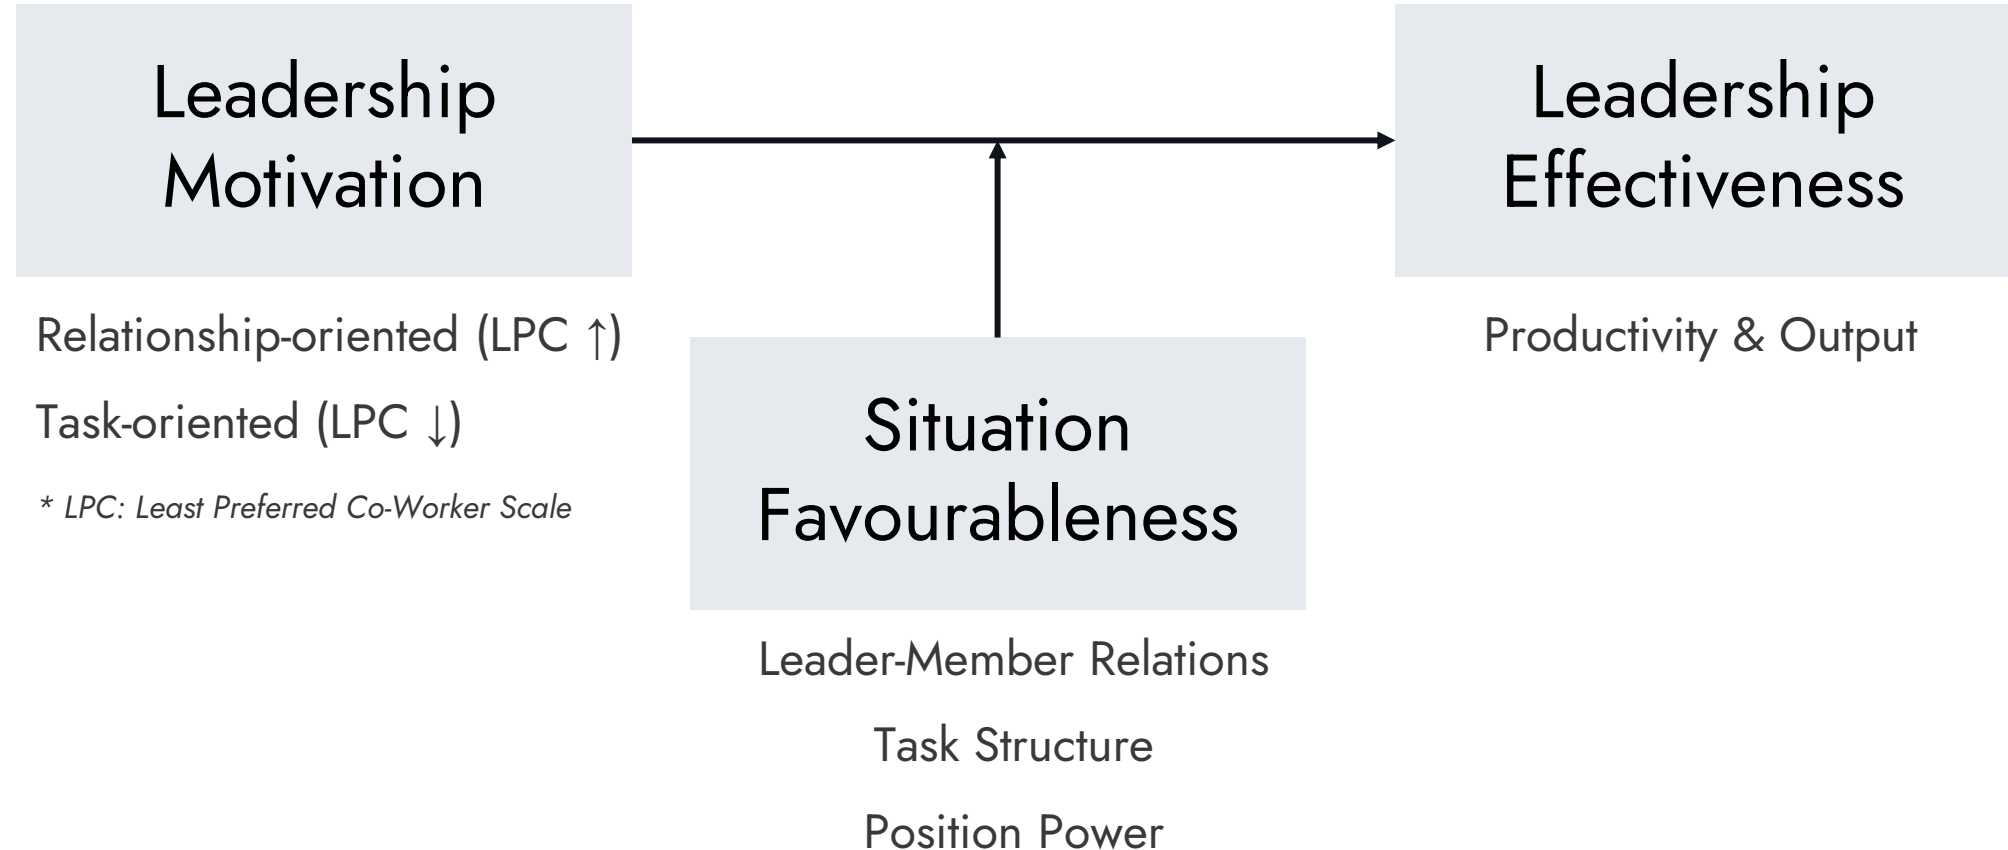 Leadership
Motivation
Relationship-oriented (LPC ↑)
Task-oriented (LPC ↓)
* LPC: Least Preferred Co-Worker Scale
Situation
Favourableness
Leader-Member Relations
Task Structure
Position Power
Leadership
Effectiveness
Productivity & Output